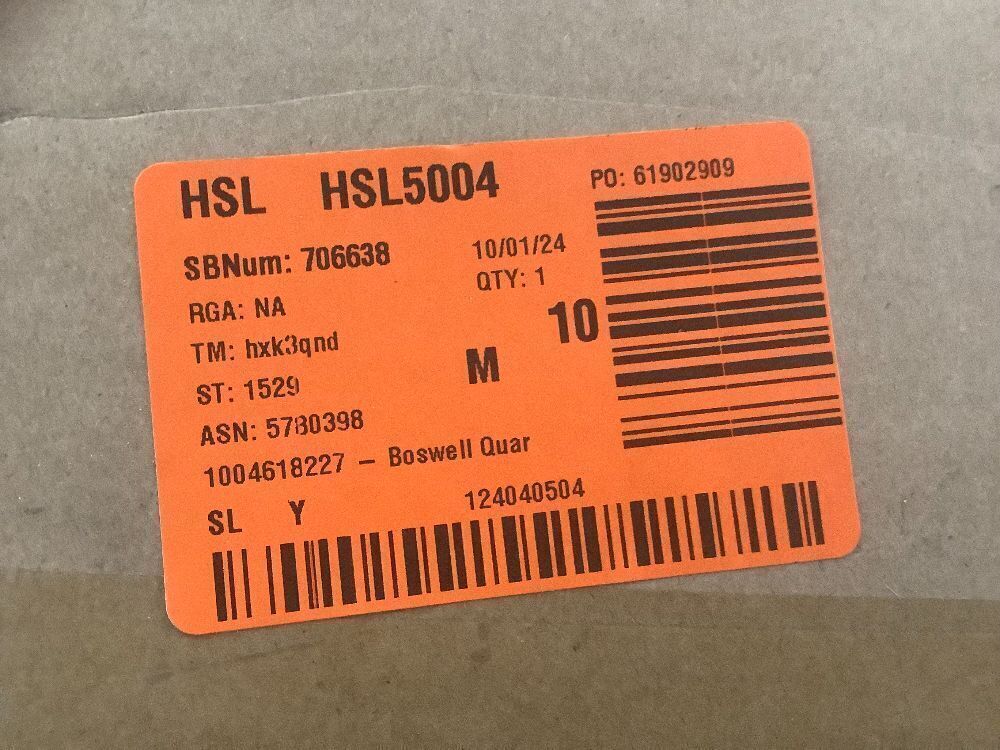 HSL HSL5004
PO: 61902909
SBNum: 706638
10/01/24
RGA: NA
QTY: 1
10
TM: hxk3qnd
M
ST: 1529
ASN: 5780398
1004618227 – Boswell Quar
SL Y
124040504